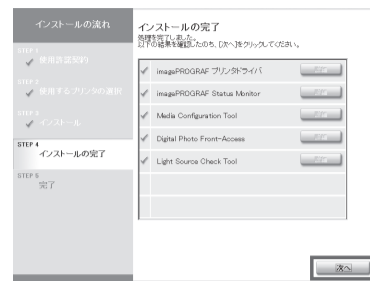 インストールの流れ
STEP 1
使用許諾契約
STEP 2
使用するプリンタの選択
STEP 3
インストール
STEP 4
インストールの完了
STEP 5
完了
インストールの完了
処理を完了しました。
以下の結果を確認したのち、[次へ]をクリックしてください。
imagePROGRAF プリンタドライバ
imagePROGRAF Status Monitor
Media Configuration Tool
Digital Photo Front-Access
Light Source Check Tool
次へ